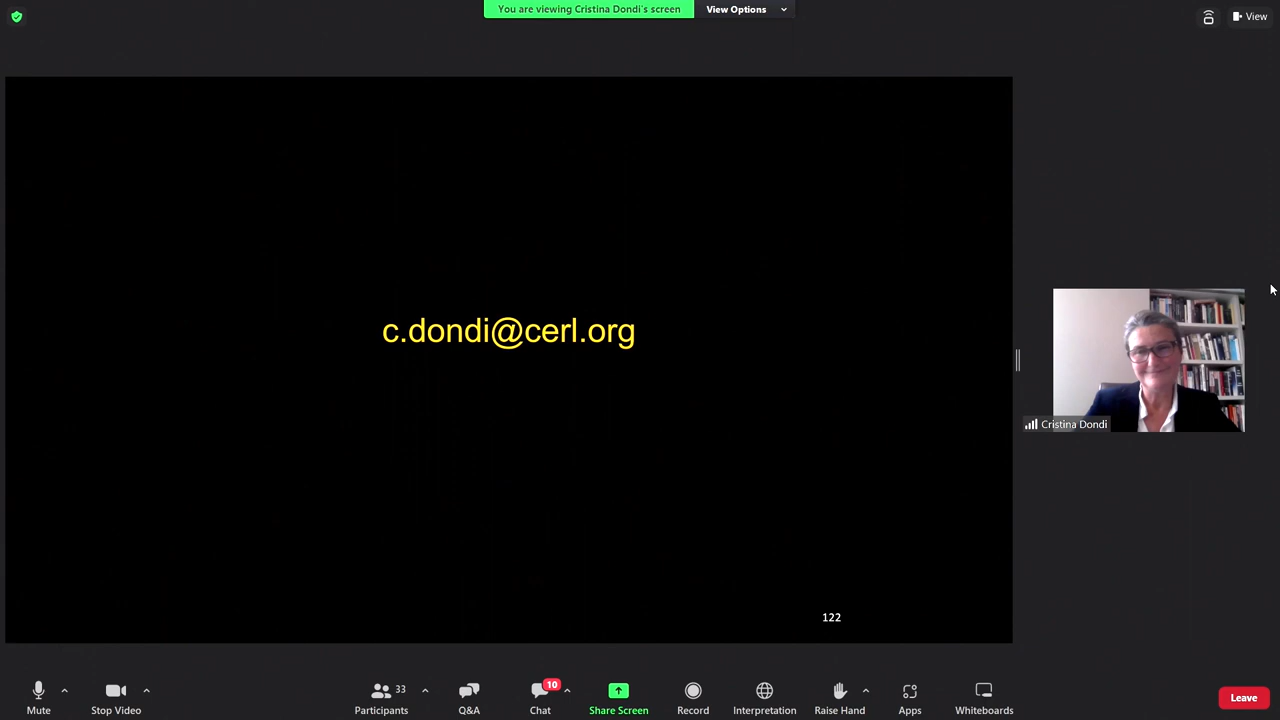 You are viewing Cristina Dondi's screen
View Options
View
c.dondi@cerl.org
Cristina Dondi
122
33
10
Mute
Stop Video
Participants
Q&A
Chat
Share Screen
Record
Interpretation
Raise Hand
Apps
Whiteboards
Leave